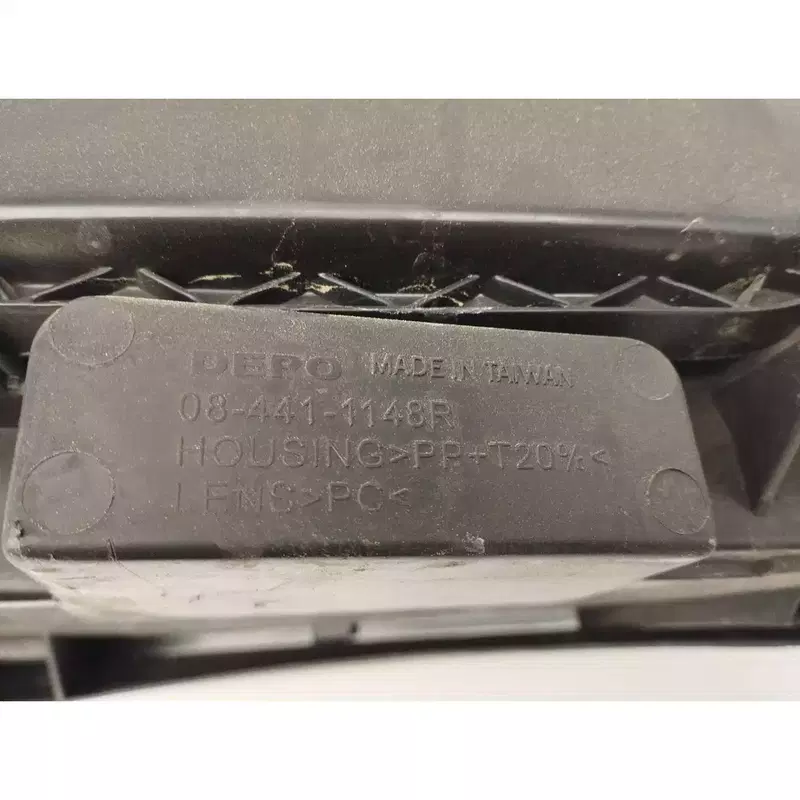 DEPO MADE IN TAIWAN
08-441-1148R
HOUSING>PP+T20%<
LENS>PC<